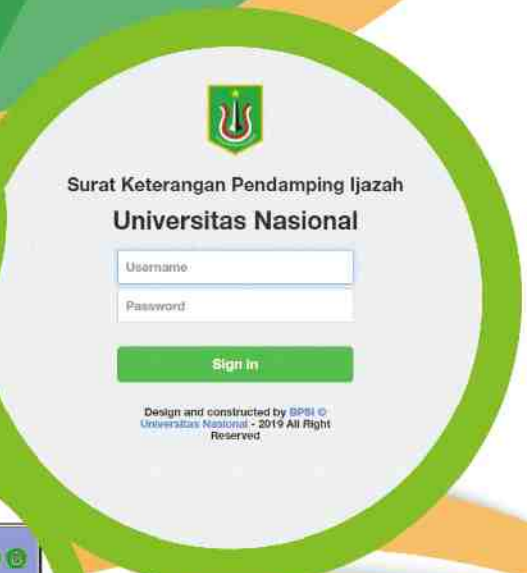 Surat Keterangan Pendamping Ijazah
Universitas Nasional
Username
Password
Sign In
Design and constructed by BPSI ©
Universitas Nasional - 2019 All Right
Reserved